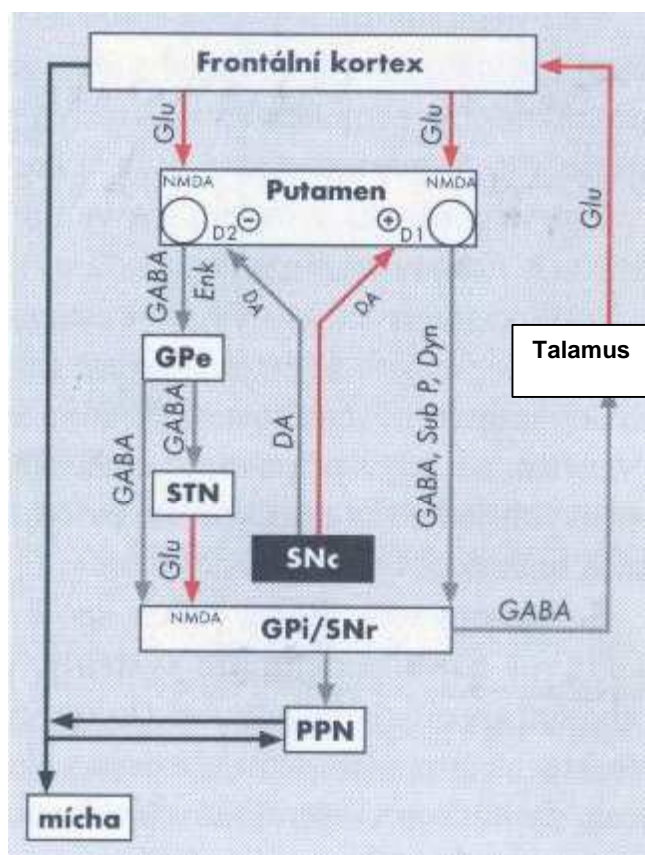 Frontální kortex
Glu
Glu
Glu
NMDA
Putamen
NMDA
D2
D1
GABA
Enk
DA
DA
Talamus
GPe
GABA
GABA
DA
GABA, Sub P, Dyn
STN
Glu
SNc
NMDA
GPi/SNr
GABA
PPN
mícha